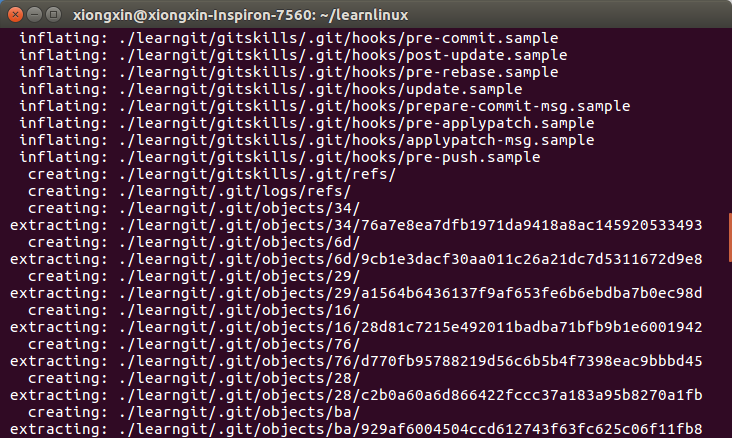 xiongxin@xiongxin-Inspiron-7560: ~/learnlinux
inflating: ./learngit/gitskills/.git/hooks/pre-commit.sample
inflating: ./learngit/gitskills/.git/hooks/post-update.sample
inflating: ./learngit/gitskills/.git/hooks/pre-rebase.sample
inflating: ./learngit/gitskills/.git/hooks/update.sample
inflating: ./learngit/gitskills/.git/hooks/prepare-commit-msg.sample
inflating: ./learngit/gitskills/.git/hooks/pre-applypatch.sample
inflating: ./learngit/gitskills/.git/hooks/applypatch-msg.sample
inflating: ./learngit/gitskills/.git/hooks/pre-push.sample
creating: ./learngit/gitskills/.git/refs/
creating: ./learngit/.git/logs/refs/
creating: ./learngit/.git/objects/34/
extracting: ./learngit/.git/objects/34/76a7e8ea7dfb1971da9418a8ac145920533493
creating: ./learngit/.git/objects/6d/
extracting: ./learngit/.git/objects/6d/9cb1e3dacf30aa011c26a21dc7d5311672d9e8
creating: ./learngit/.git/objects/29/
extracting: ./learngit/.git/objects/29/a1564b6436137f9af653fe6b6ebdba7b0ec98d
creating: ./learngit/.git/objects/16/
extracting: ./learngit/.git/objects/16/28d81c7215e492011badba71bfb9b1e6001942
creating: ./learngit/.git/objects/76/
extracting: ./learngit/.git/objects/76/d770fb95788219d56c6b5b4f7398eac9bbbd45
creating: ./learngit/.git/objects/28/
extracting: ./learngit/.git/objects/28/c2b0a60a6d866422fccc37a183a95b8270a1fb
creating: ./learngit/.git/objects/ba/
extracting: ./learngit/.git/objects/ba/929af6004504ccd612743f63fc625c06f11fb8